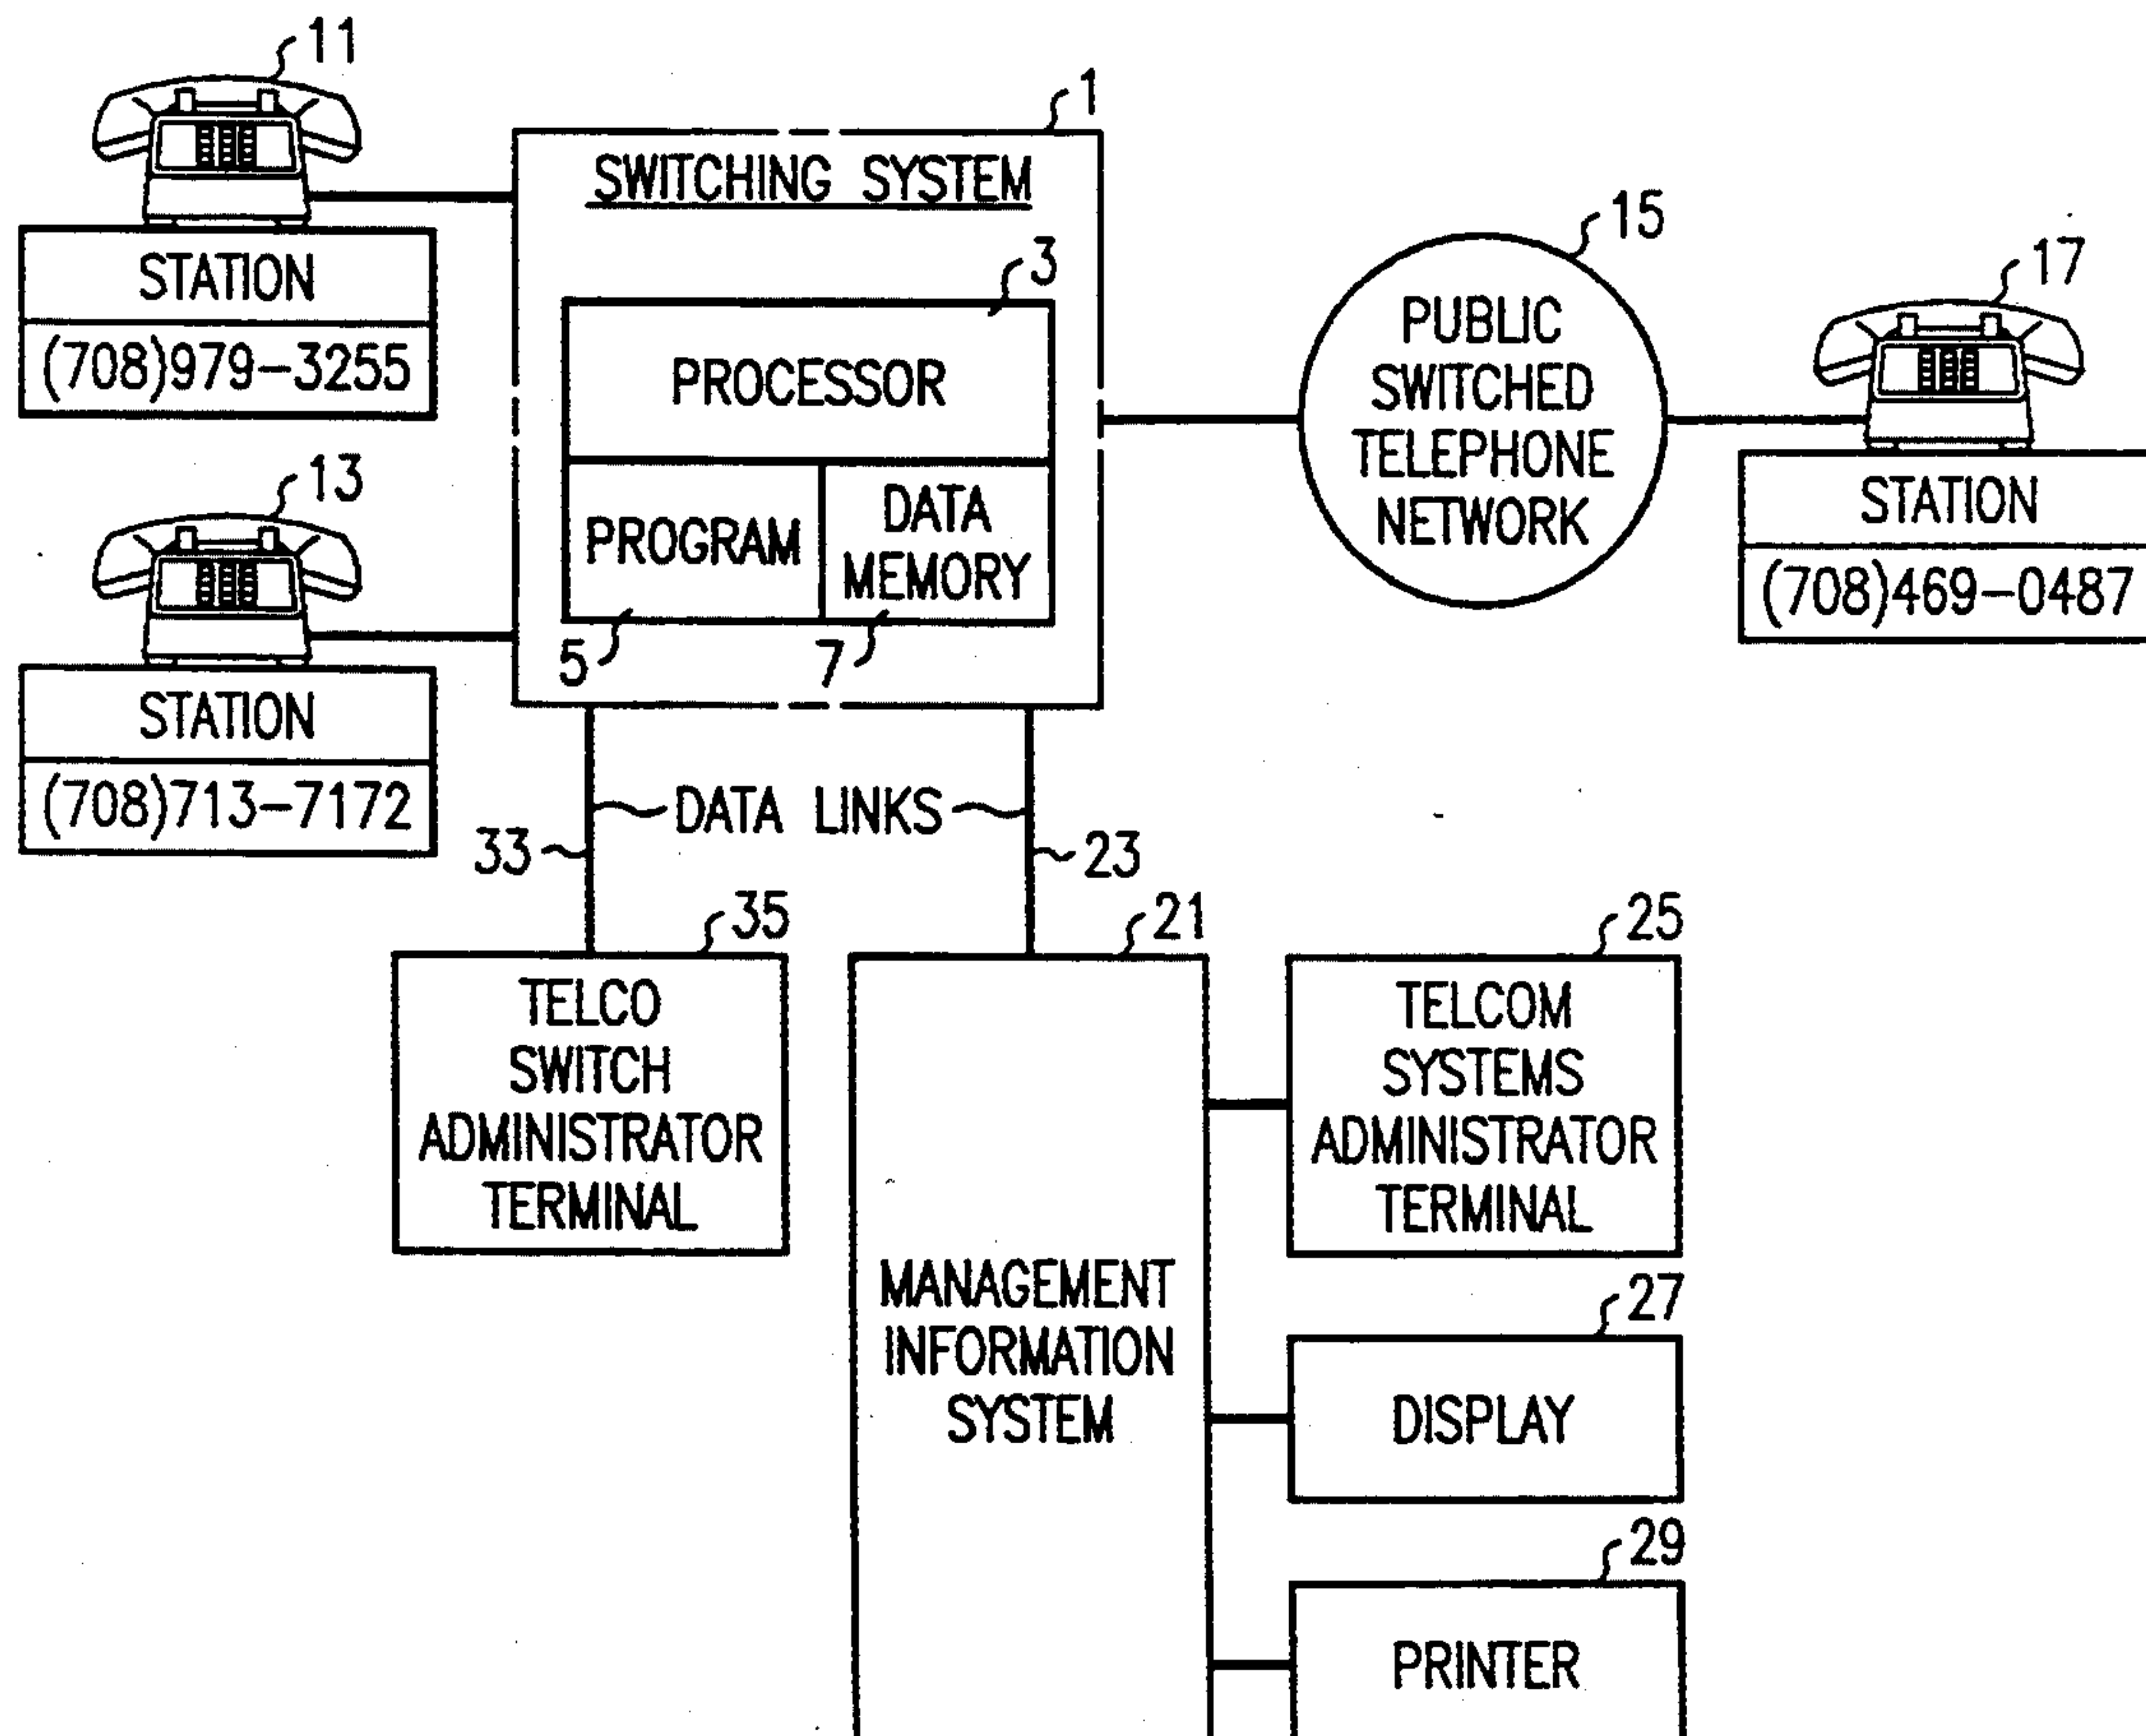 11
STATION
(708)979-3255
13
STATION
(708)713-7172
1
SWITCHING SYSTEM
3
PROCESSOR
PROGRAM
DATA
MEMORY
5
7
15
PUBLIC
SWITCHED
TELEPHONE
NETWORK
17
STATION
(708)469-0487
DATA LINKS
33
23
35
TELCO
SWITCH
ADMINISTRATOR
TERMINAL
21
MANAGEMENT
INFORMATION
SYSTEM
25
TELCOM
SYSTEMS
ADMINISTRATOR
TERMINAL
27
DISPLAY
29
PRINTER